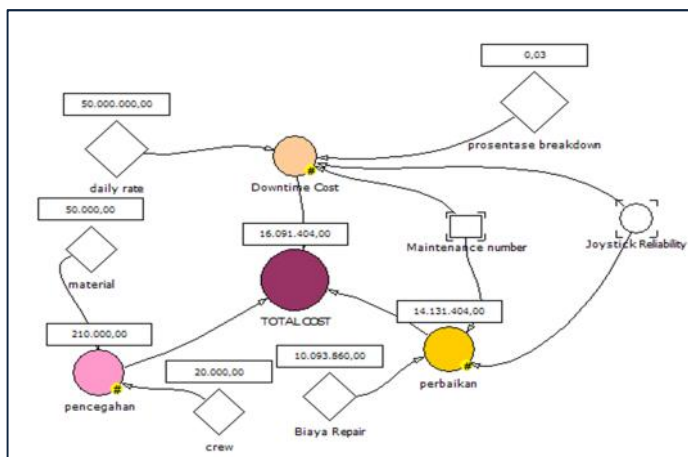 0,03
50.000.000,00
prosentase breakdown
daily rate
#
Downtime Cost
50.000,00
16.091.404,00
Maintenance number
Joystick Reliability
material
TOTAL COST
14.131.404,00
210.000,00
10.093.860,00
20.000,00
#
#
pencegahan
perbaikan
Biaya Repair
crew